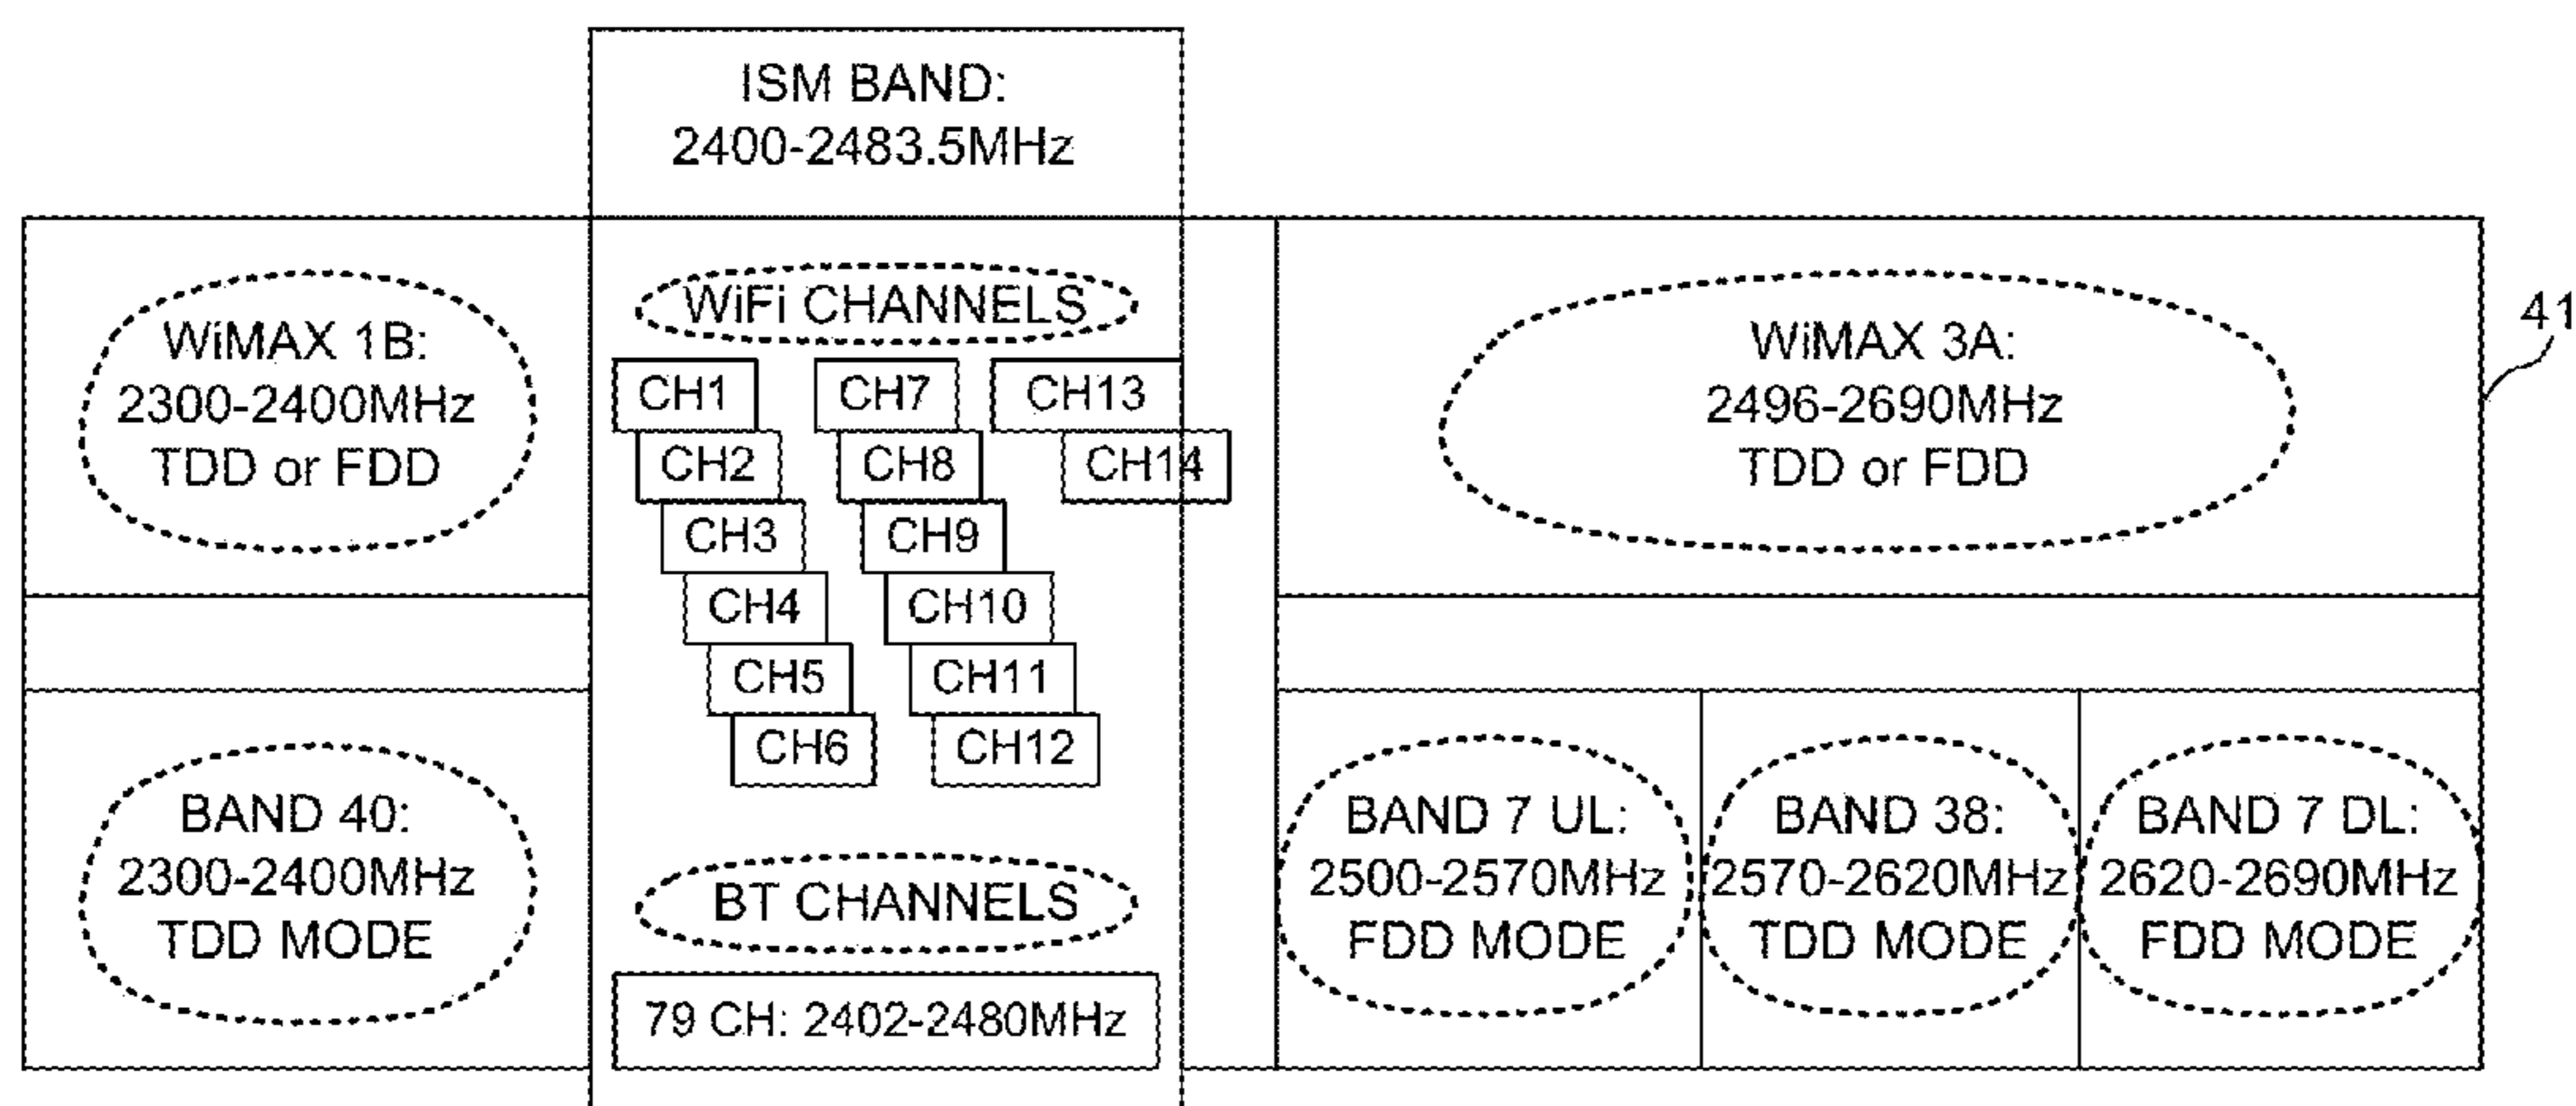 ISM BAND:
2400-2483.5MHz
WiMAX 1B:
2300-2400MHz
TDD or FDD
WiFi CHANNELS
CH1
CH2
CH3
CH4
CH5
CH6
CH7
CH8
CH9
CH10
CH11
CH12
CH13
CH14
WiMAX 3A:
2496-2690MHz
TDD or FDD
41
BAND 40:
2300-2400MHz
TDD MODE
BT CHANNELS
79 CH: 2402-2480MHz
BAND 7 UL:
2500-2570MHz
FDD MODE
BAND 38:
2570-2620MHz
TDD MODE
BAND 7 DL:
2620-2690MHz
FDD MODE